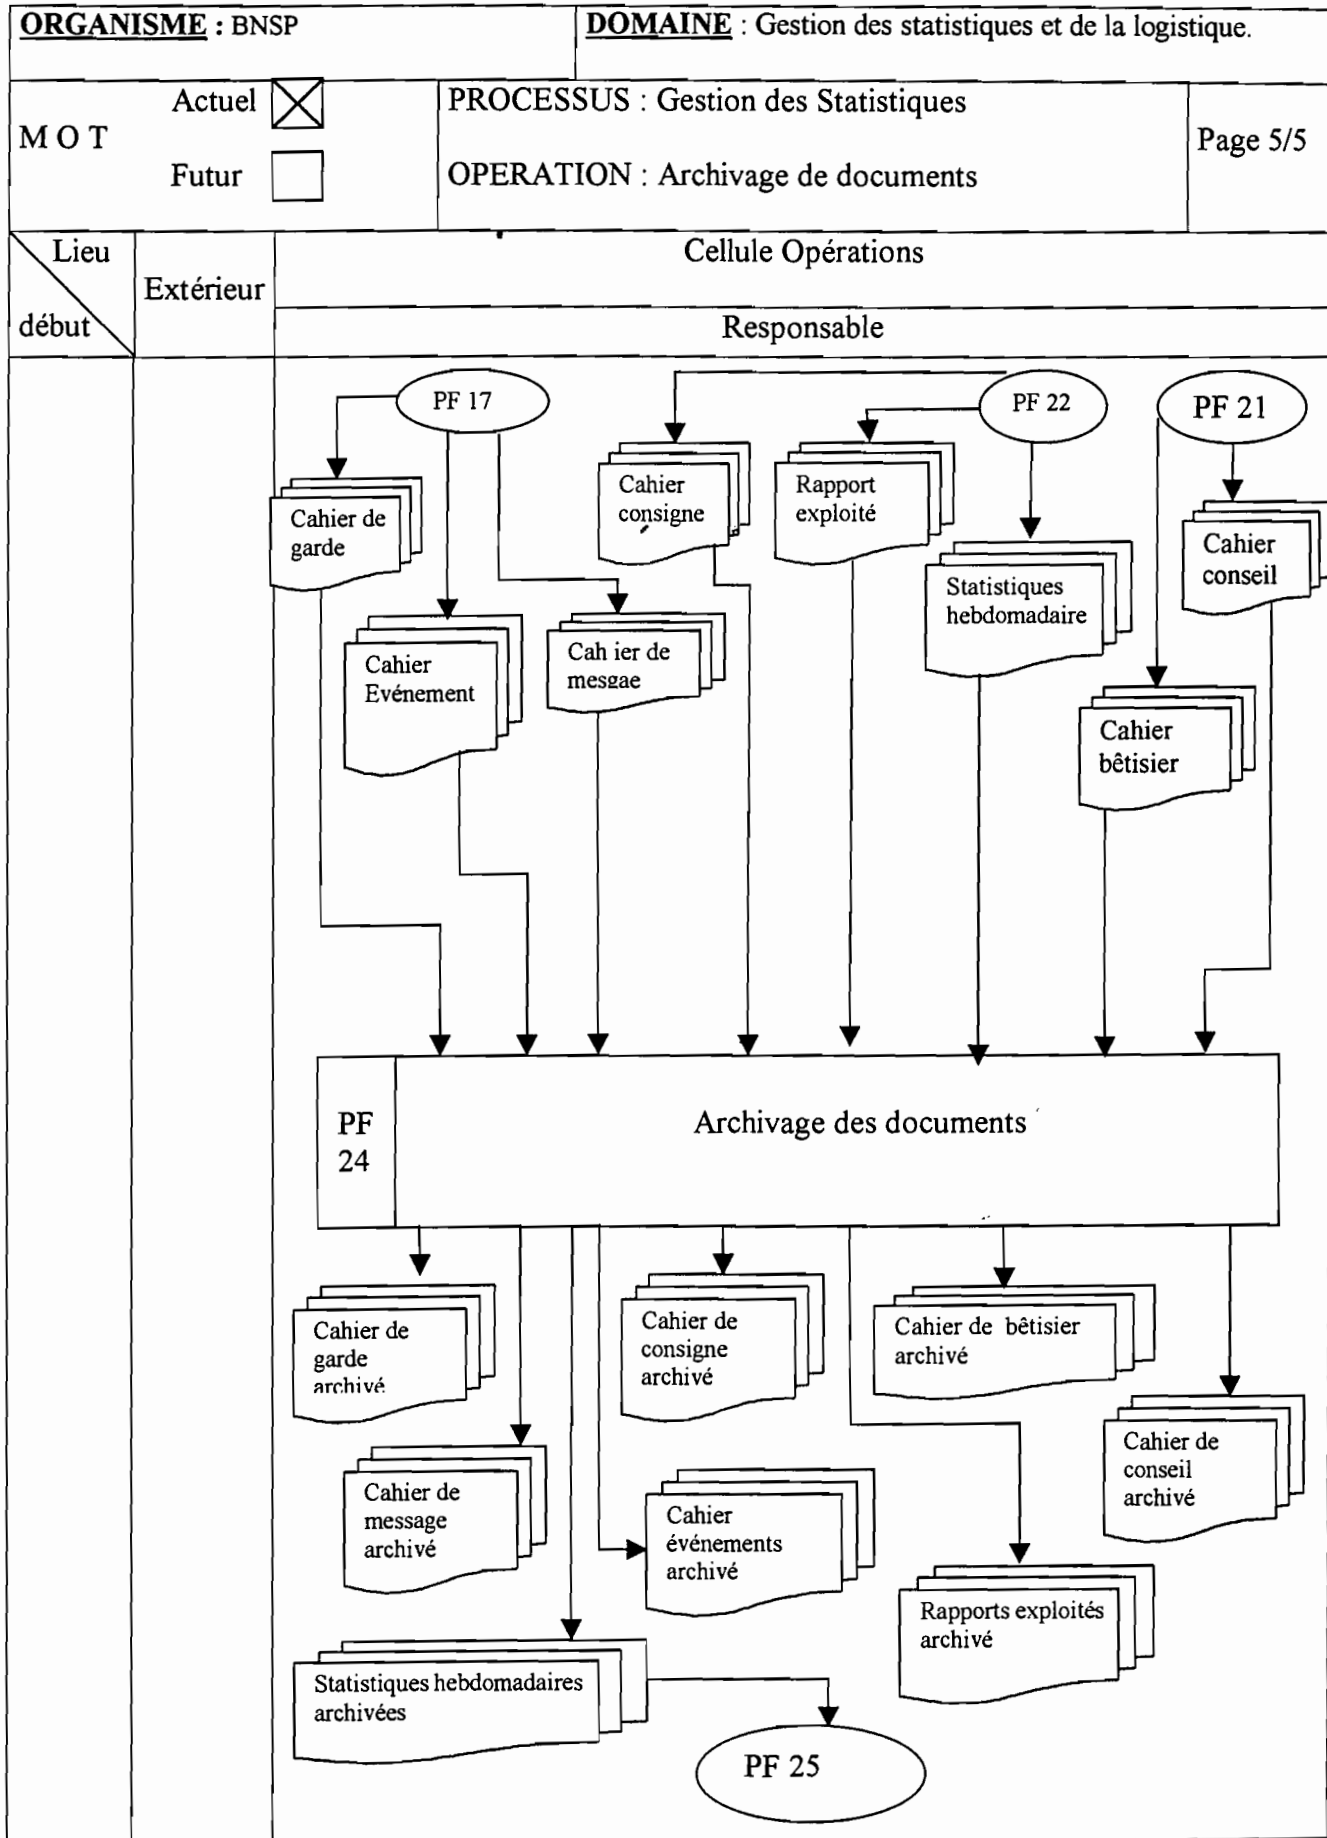 ORGANISME : BNSP
DOMAINE : Gestion des statistiques et de la logistique.
M O T
Actuel
Futur
PROCESSUS : Gestion des Statistiques
OPERATION : Archivage de documents
Page 5/5
Lieu
début
Extérieur
Cellule Opérations
Responsable
PF 17
PF 22
PF 21
Cahier de
garde
Cahier
consigne
Rapport
exploité
Cahier
conseil
Statistiques
hebdomadaire
Cahier
Evénement
Cah ier de
mesgae
Cahier
bêtisier
PF
24
Archivage des documents
Cahier de
garde
archivé
Cahier de
consigne
archivé
Cahier de bêtisier
archivé
Cahier de
conseil
archivé
Cahier de
message
archivé
Cahier
événements
archivé
Rapports exploités
archivé
Statistiques hebdomadaires
archivées
PF 25